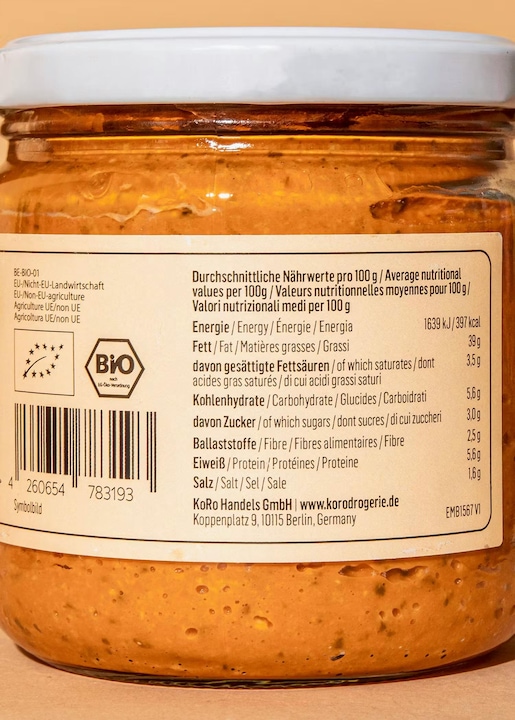 BE-BIO-01
EU-/Nicht-EU-Landwirtschaft
EU-/Non-EU-agriculture
Agriculture UE/non UE
Agricoltura UE/non UE
Bio
nach
EG-Öko-Verordnung
4 260654 783193
Symbolbild
Durchschnittliche Nährwerte pro 100 g / Average nutritional
values per 100g / Valeurs nutritionnelles moyennes pour 100 g /
Valori nutrizionali medi per 100 g
Energie / Energy / Énergie / Energia 1639 kJ / 397 kcal
Fett / Fat / Matières grasses / Grassi 39 g
davon gesättigte Fettsäuren / of which saturates / dont 3,5 g
acides gras saturés / di cui acidi grassi saturi
Kohlenhydrate / Carbohydrate / Glucides / Carboidrati 5,6 g
davon Zucker / of which sugars / dont sucres / di cui zuccheri 3,0 g
Ballaststoffe / Fibre / Fibres alimentaires / Fibre 2,5 g
Eiweiß / Protein / Protéines / Proteine 5,6 g
Salz / Salt / Sel / Sale 1,6 g
KoRo Handels GmbH | www.korodrogerie.de
Koppenplatz 9, 10115 Berlin, Germany EMB1567 V1